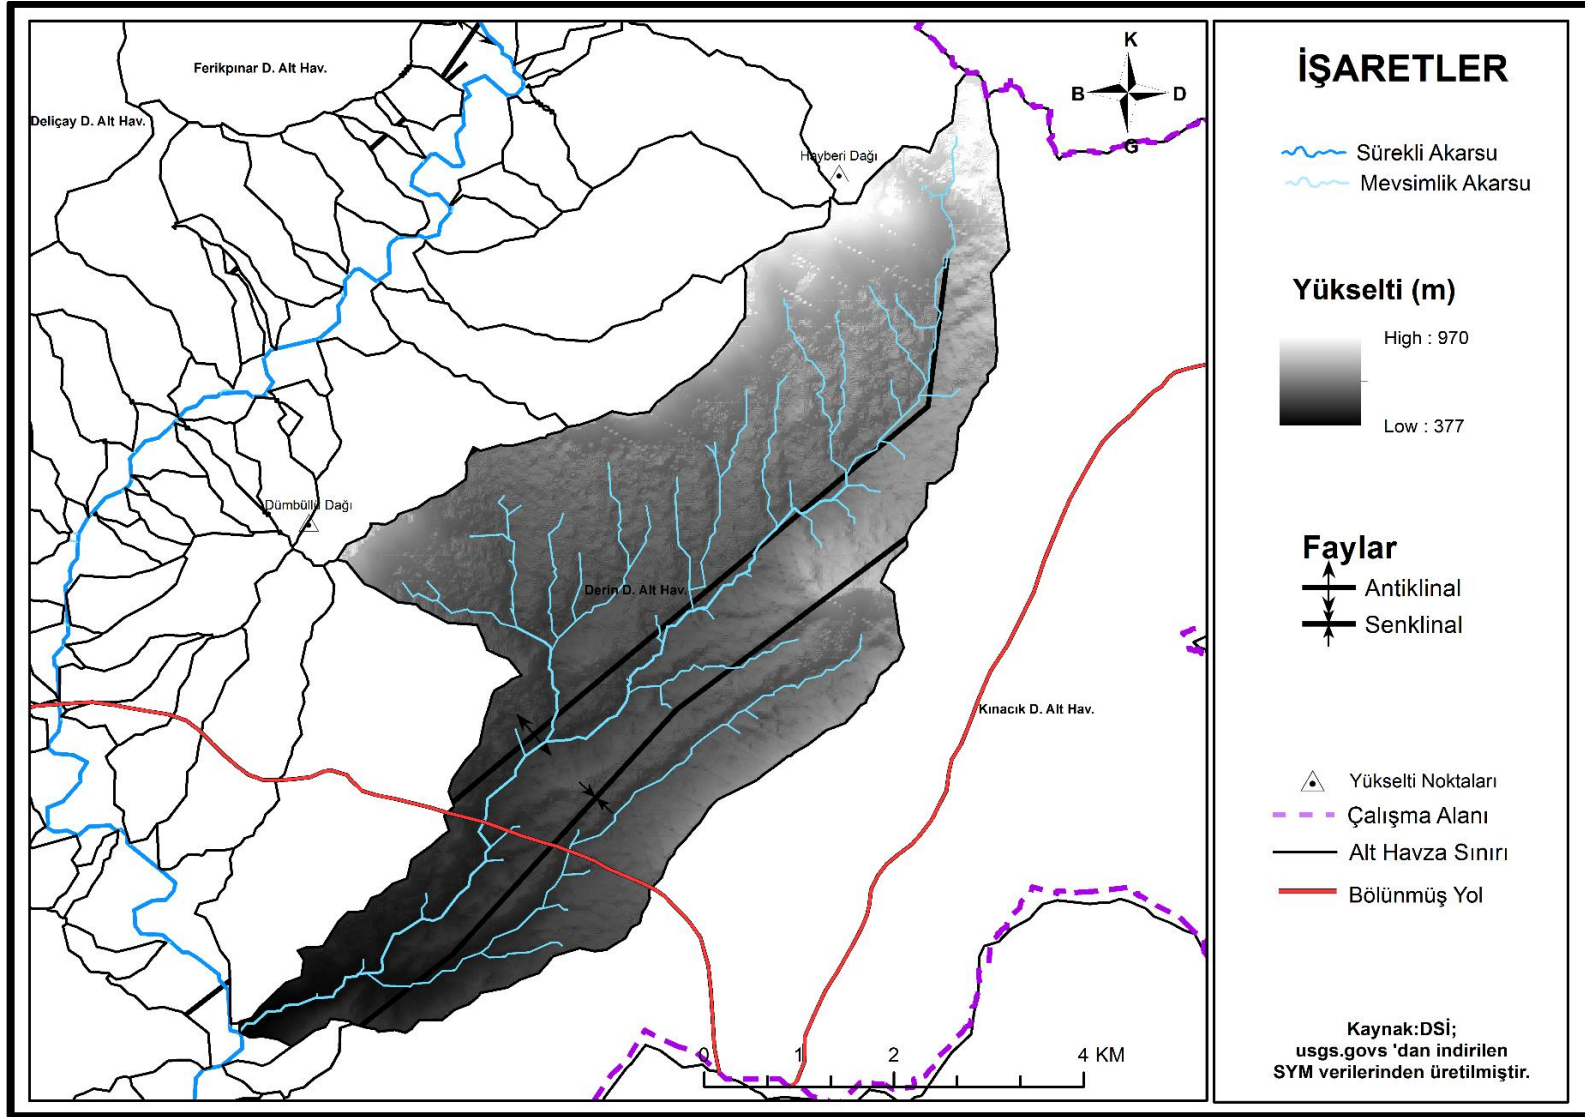 Ferikpınar D. Alt Hav.
Deliçay D. Alt Hav.
Hayberi Dağı
K
B
D
G
Dümbüllü Dağı
Derin D. Alt Hav.
Kınacık D. Alt Hav.
0
1
2
4 KM
İŞARETLER
Sürekli Akarsu
Mevsimlik Akarsu
Yükselti (m)
High : 970
Low : 377
Faylar
Antiklinal
Senklinal
Yükselti Noktaları
Çalışma Alanı
Alt Havza Sınırı
Bölünmüş Yol
Kaynak:DSİ;
usgs.govs 'dan indirilen
SYM verilerinden üretilmiştir.